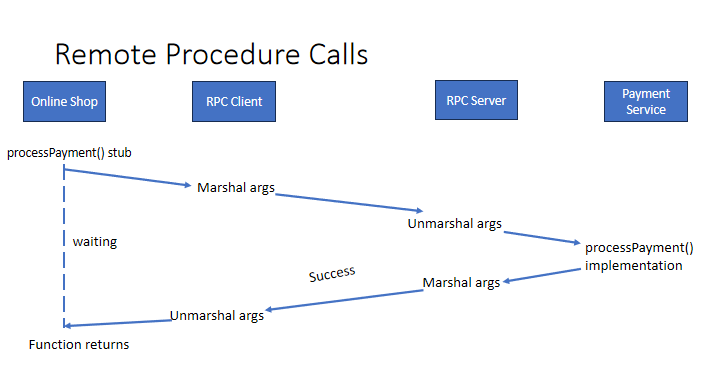 Remote Procedure Calls
Online Shop
RPC Client
RPC Server
Payment
Service
processPayment() stub
Marshal args
Unmarshal args
waiting
processPayment()
implementation
Success
Marshal args
Unmarshal args
Function returns